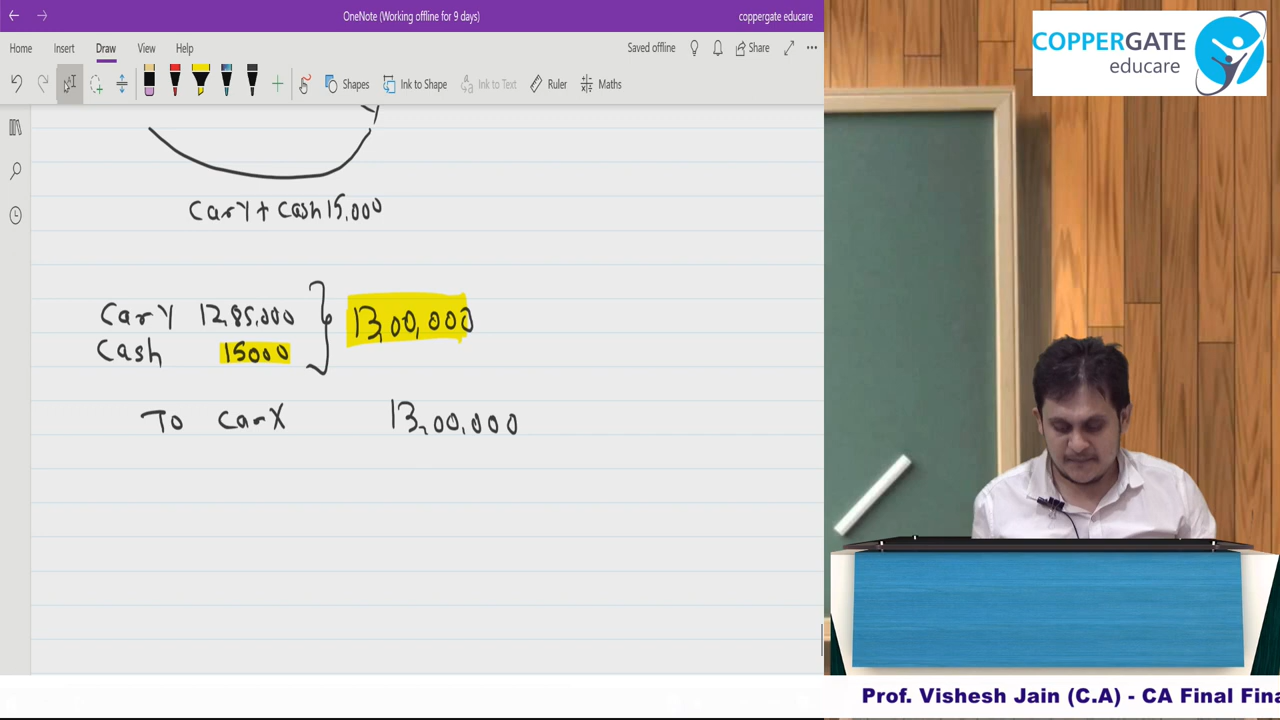 OneNote (Working offline for 9 days)
coppergate educare
Home Insert Draw View Help
Saved offline
Share
Shapes Ink to Shape Ink to Text Ruler Maths
Car Y + Cash 15,000
Car Y 12,85,000
13,00,000
Cash 15000
To Car X 13,00,000
COPPERGATE
educare
Prof. Vishesh Jain (C.A) - CA Final Fina